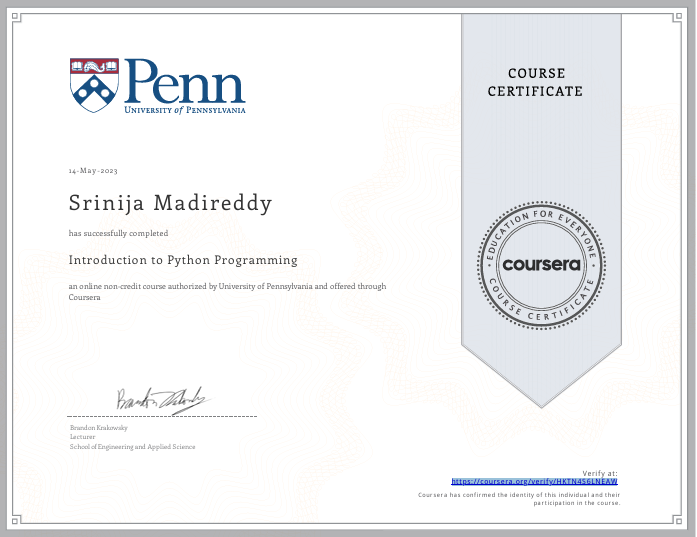 Penn
UNIVERSITY of PENNSYLVANIA
COURSE
CERTIFICATE
14-May-2023
Srinija Madireddy
has successfully completed
Introduction to Python Programming
an online non-credit course authorized by University of Pennsylvania and offered through
Coursera
EDUCATION FOR EVERYONE
coursera
COURSE CERTIFICATE
Brandon Krakowsky
Lecturer
School of Engineering and Applied Science
Verify at:
https://coursera.org/verify/HKTN4S6LNEAW
Coursera has confirmed the identity of this individual and their
participation in the course.